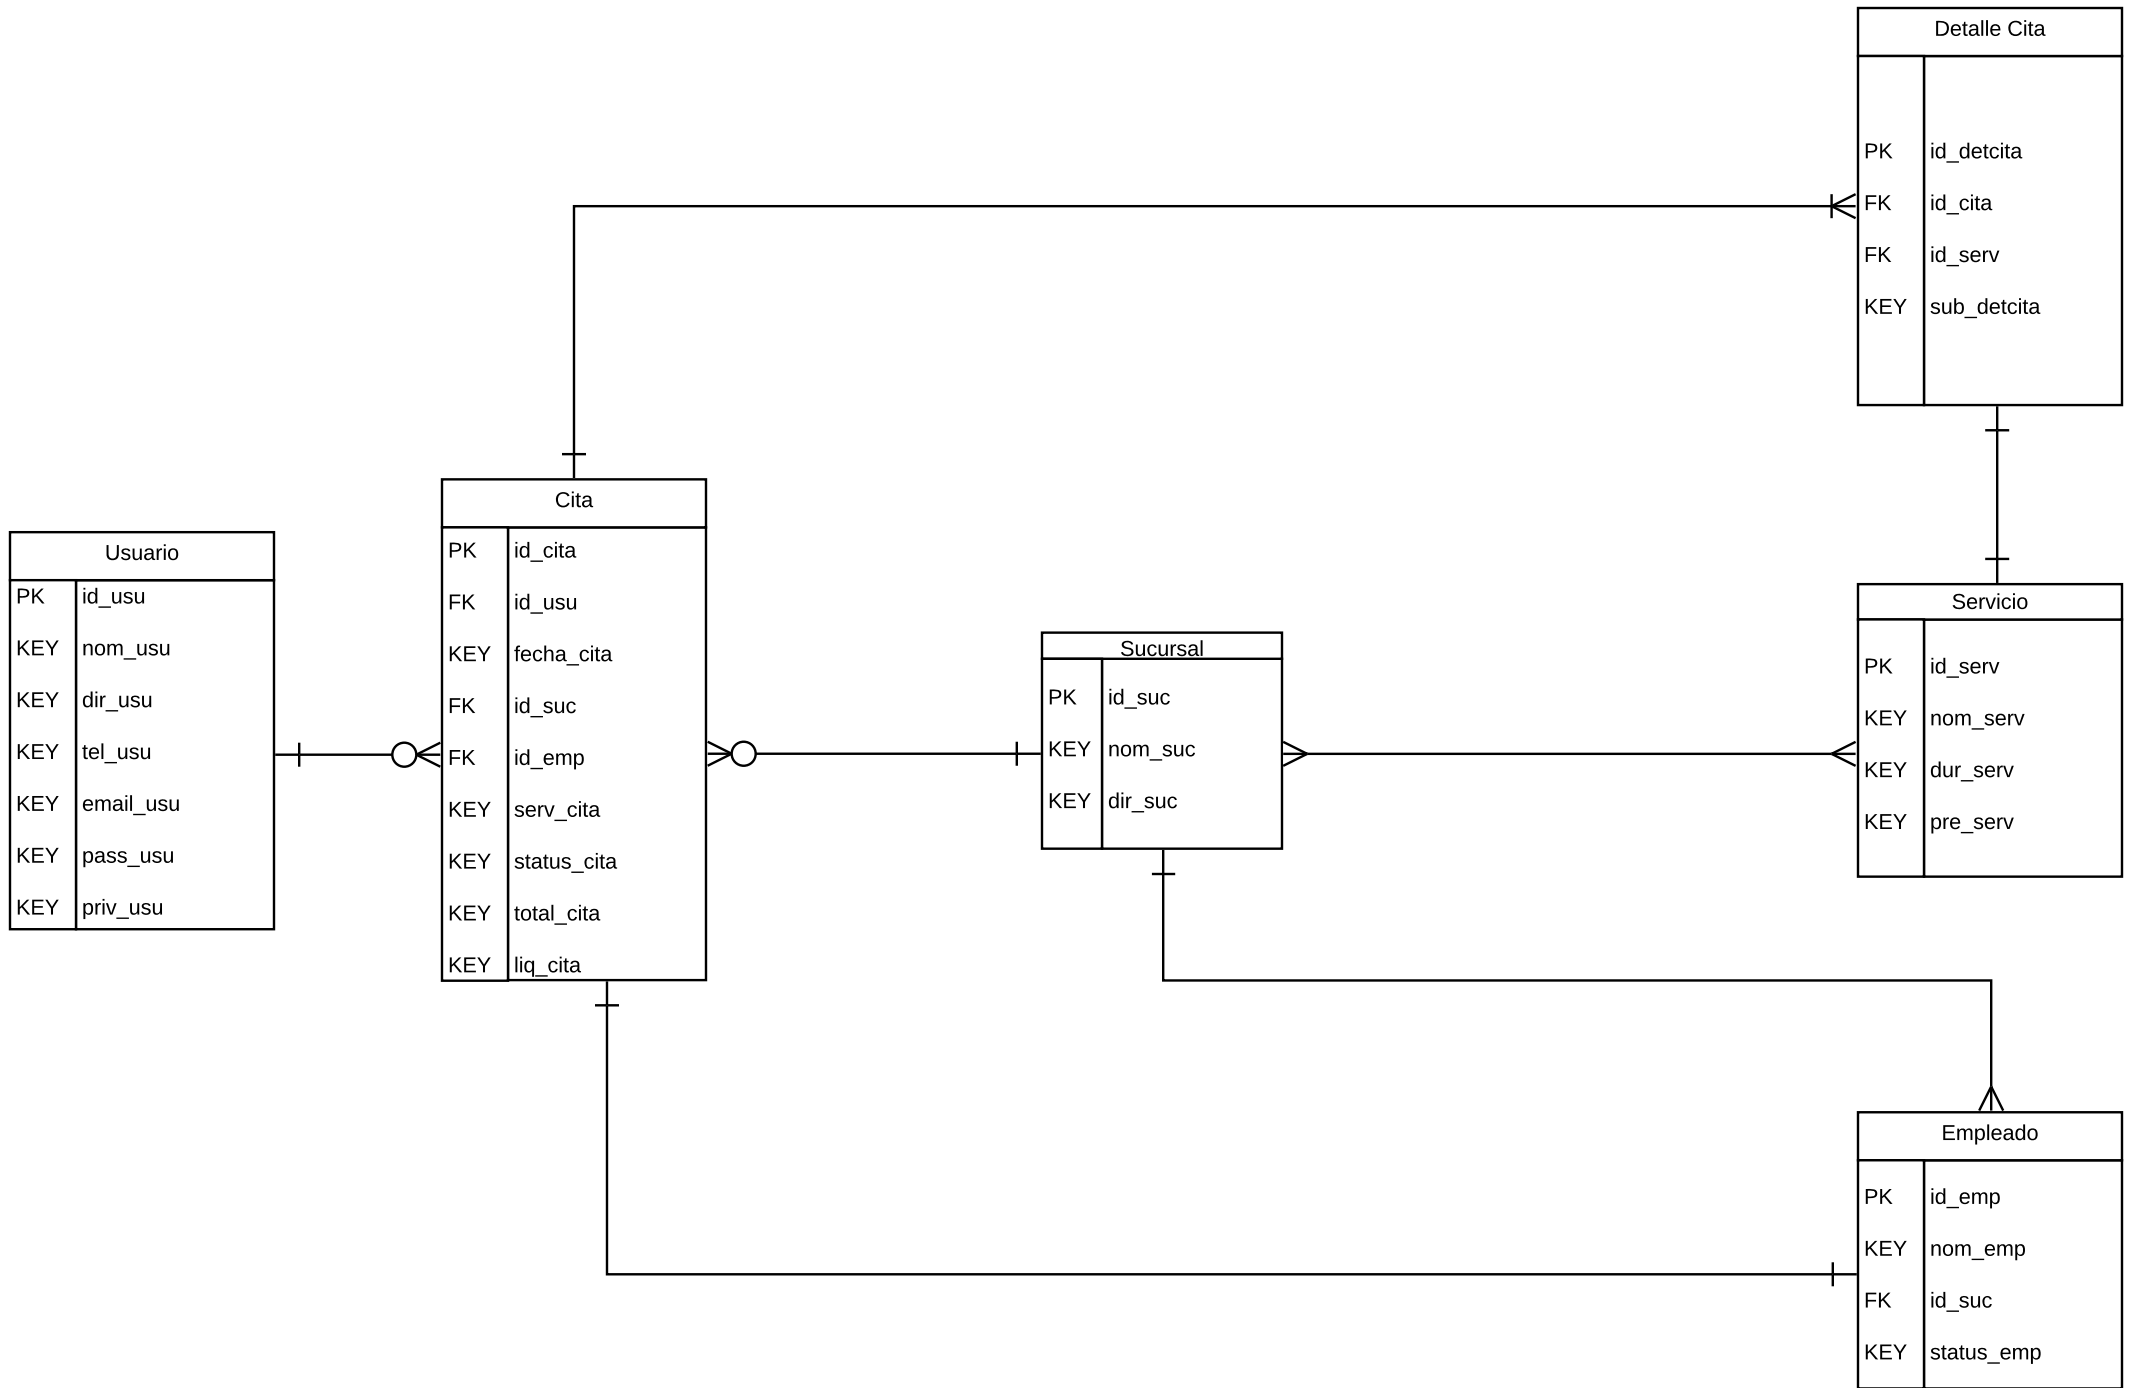 Detalle Cita
PK id_detcita
FK id_cita
FK id_serv
KEY sub_detcita
Cita
PK id_cita
FK id_usu
KEY fecha_cita
FK id_suc
FK id_emp
KEY serv_cita
KEY status_cita
KEY total_cita
KEY liq_cita
Usuario
PK id_usu
KEY nom_usu
KEY dir_usu
KEY tel_usu
KEY email_usu
KEY pass_usu
KEY priv_usu
Sucursal
PK id_suc
KEY nom_suc
KEY dir_suc
Servicio
PK id_serv
KEY nom_serv
KEY dur_serv
KEY pre_serv
Empleado
PK id_emp
KEY nom_emp
FK id_suc
KEY status_emp